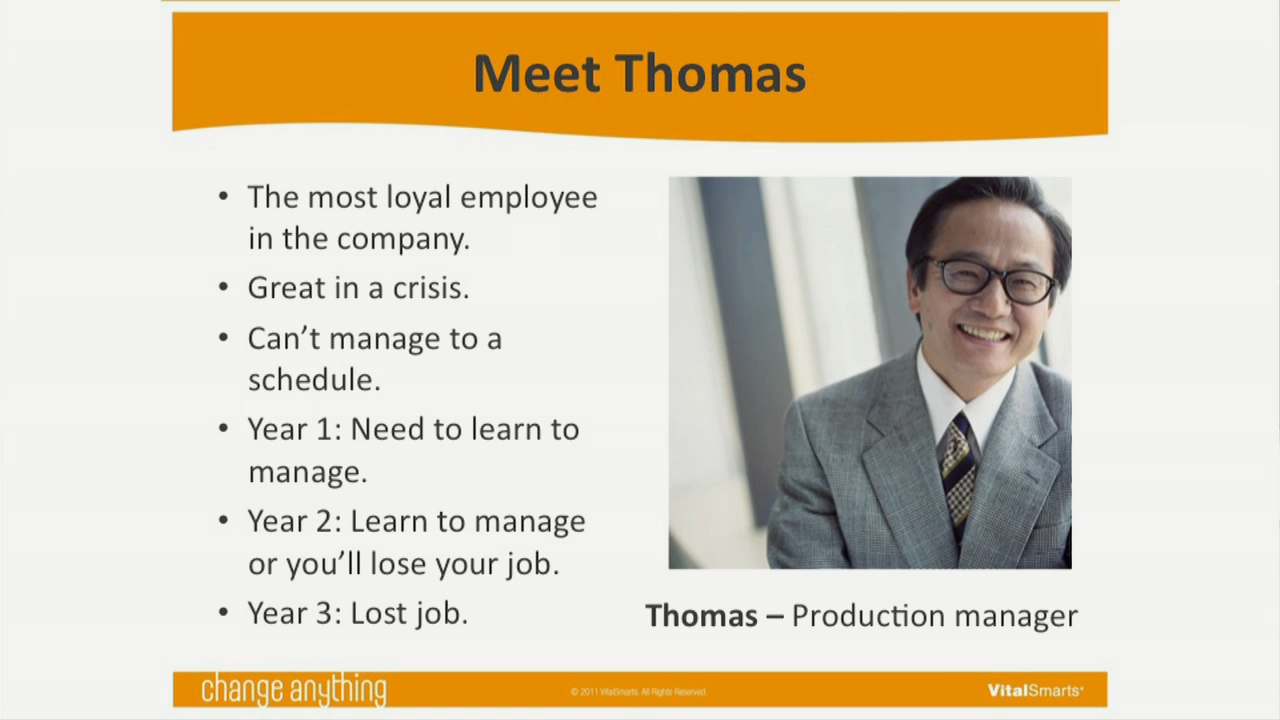 Meet Thomas
• The most loyal employee
in the company.
• Great in a crisis.
• Can’t manage to a
schedule.
• Year 1: Need to learn to
manage.
• Year 2: Learn to manage
or you’ll lose your job.
• Year 3: Lost job.
Thomas – Production manager
change anything
© 2011 VitalSmarts. All Rights Reserved.
VitalSmarts